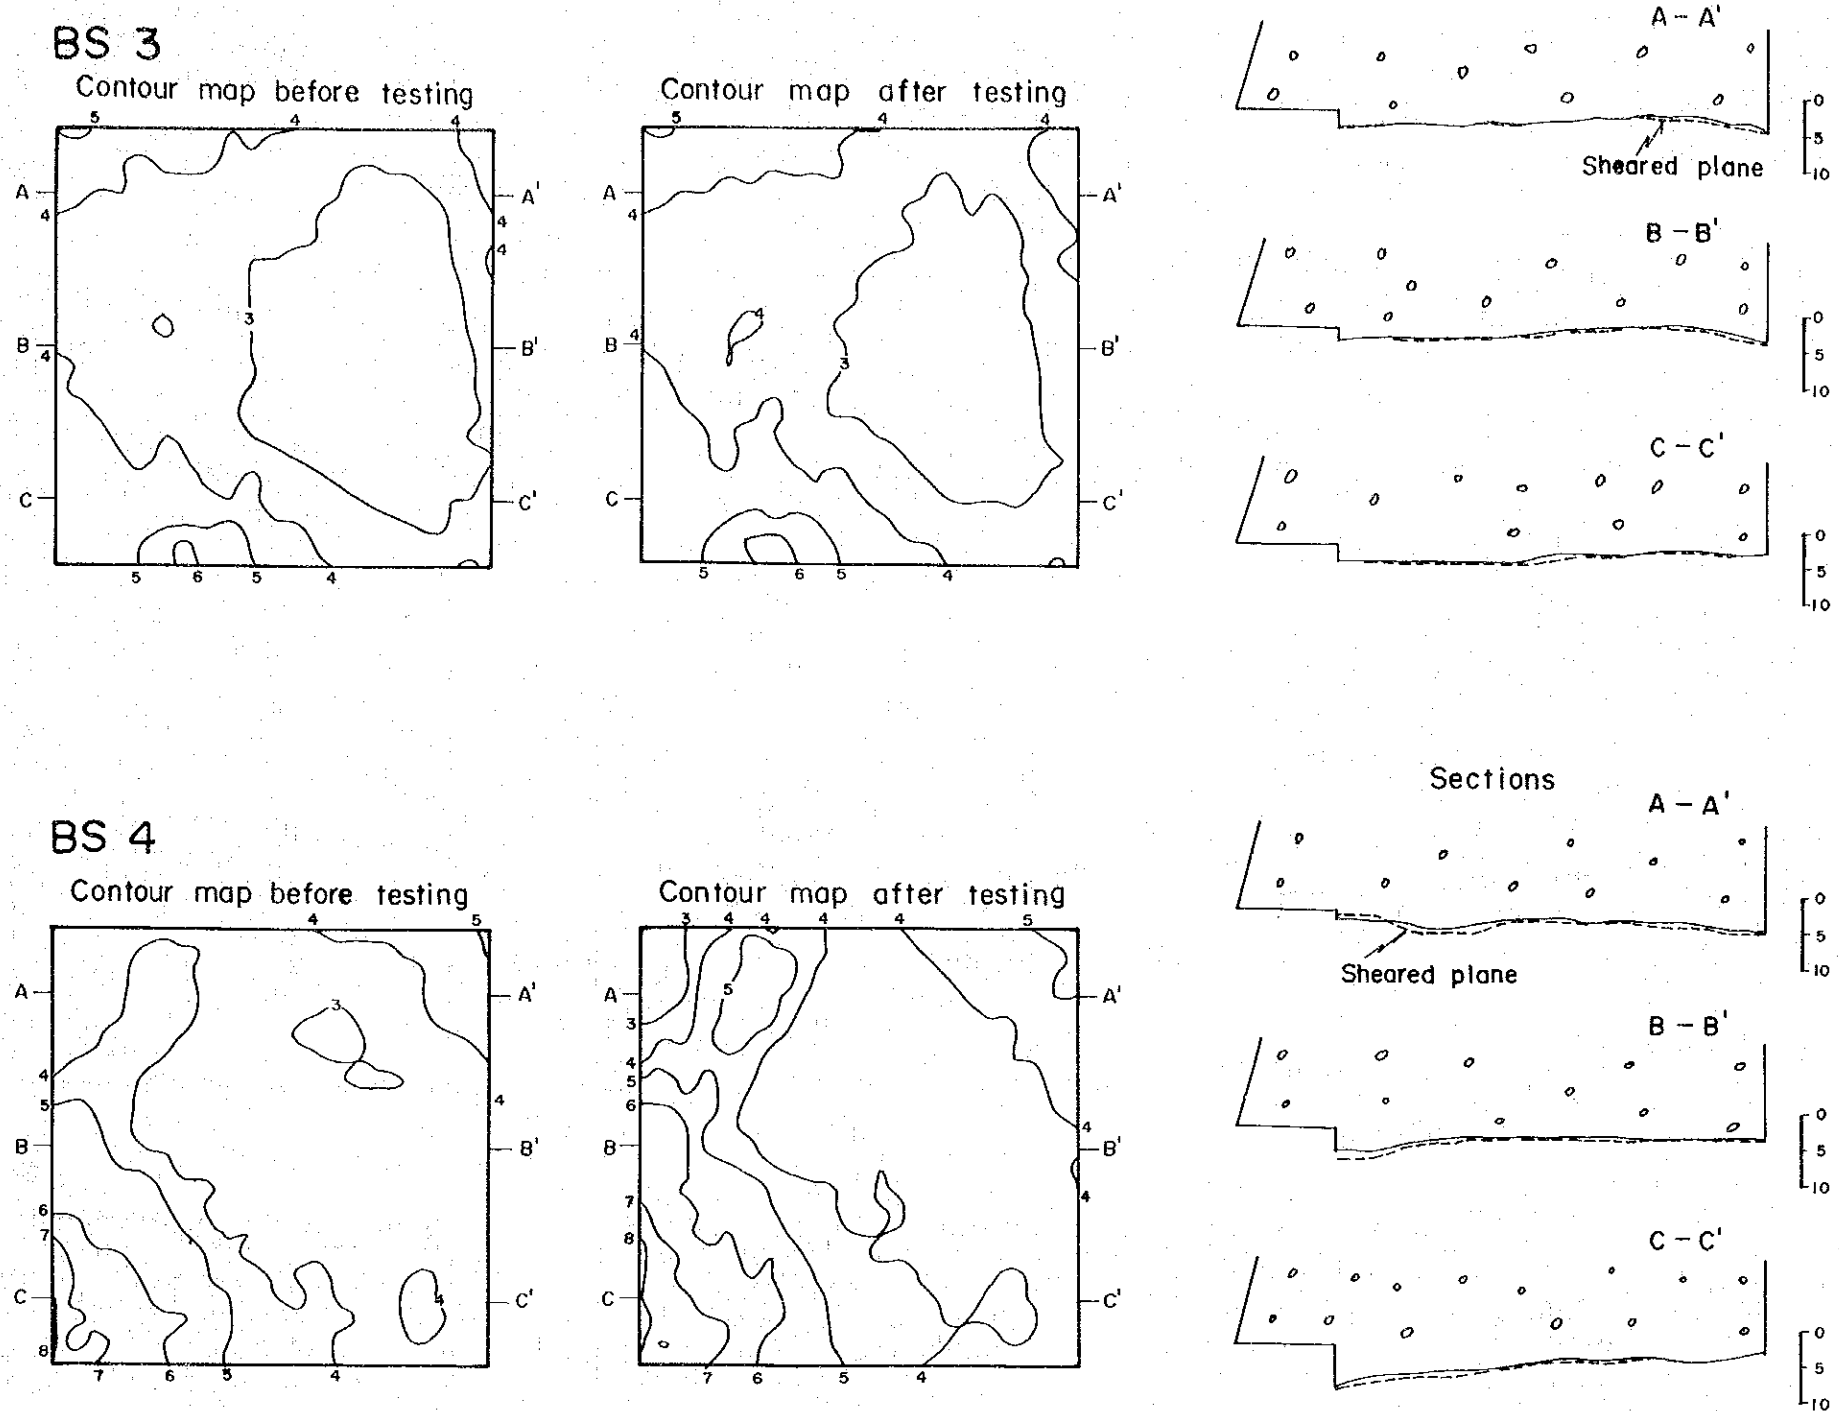 BS 3
Contour map before testing
5 4 4
A A'
4 4
4
3
B B'
4
C C'
5 6 5 4
Contour map after testing
5 4 4
A A'
4
4
4
B B'
3
C C'
5 6 5 4
A - A'
0
5
10
Sheared plane
B - B'
0
5
10
C - C'
0
5
10
BS 4
Contour map before testing
4 5
A A'
3
4
5 4
B B'
6
7
C 4 C'
8
7 6 5 4
Contour map after testing
3 4 4 4 4 5
A 5 A'
3
4
5
6
4
B B'
7 4
8
C C'
7 6 5 4
Sections
A - A'
0
5
10
Sheared plane
B - B'
0
5
10
C - C'
0
5
10